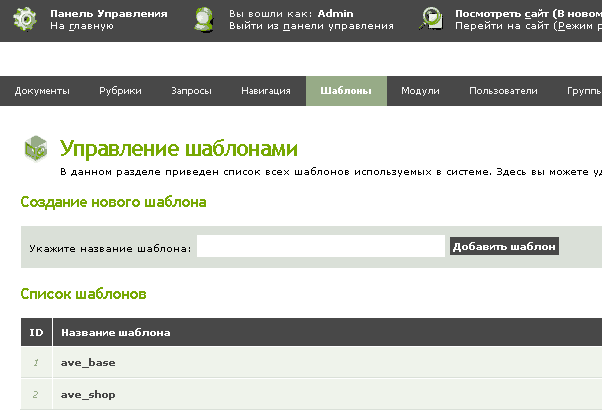 Панель Управления
На главную
Вы вошли как: Admin
Выйти из панели управления
Посмотреть сайт (В новом
Перейти на сайт (Режим р
Документы Рубрики Запросы Навигация Шаблоны Модули Пользователи Группы
Управление шаблонами
В данном разделе приведен список всех шаблонов используемых в системе. Здесь вы можете уд
Создание нового шаблона
Укажите название шаблона: Добавить шаблон
Список шаблонов
ID Название шаблона
1 ave_base
2 ave_shop